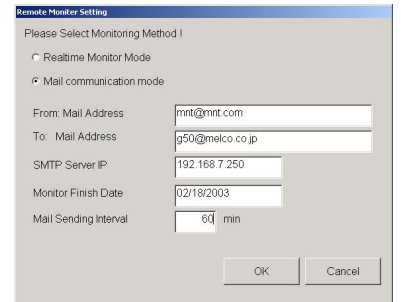 Remote Moniter Setting
Please Select Monitoring Method !
Realtime Monitor Mode
Mail communication mode
From: Mail Address mnt@mnt.com
To: Mail Address g50@melco.co.jp
SMTP Server IP 192.168.7.250
Monitor Finish Date 02/18/2003
Mail Sending Interval 60 min
OK Cancel